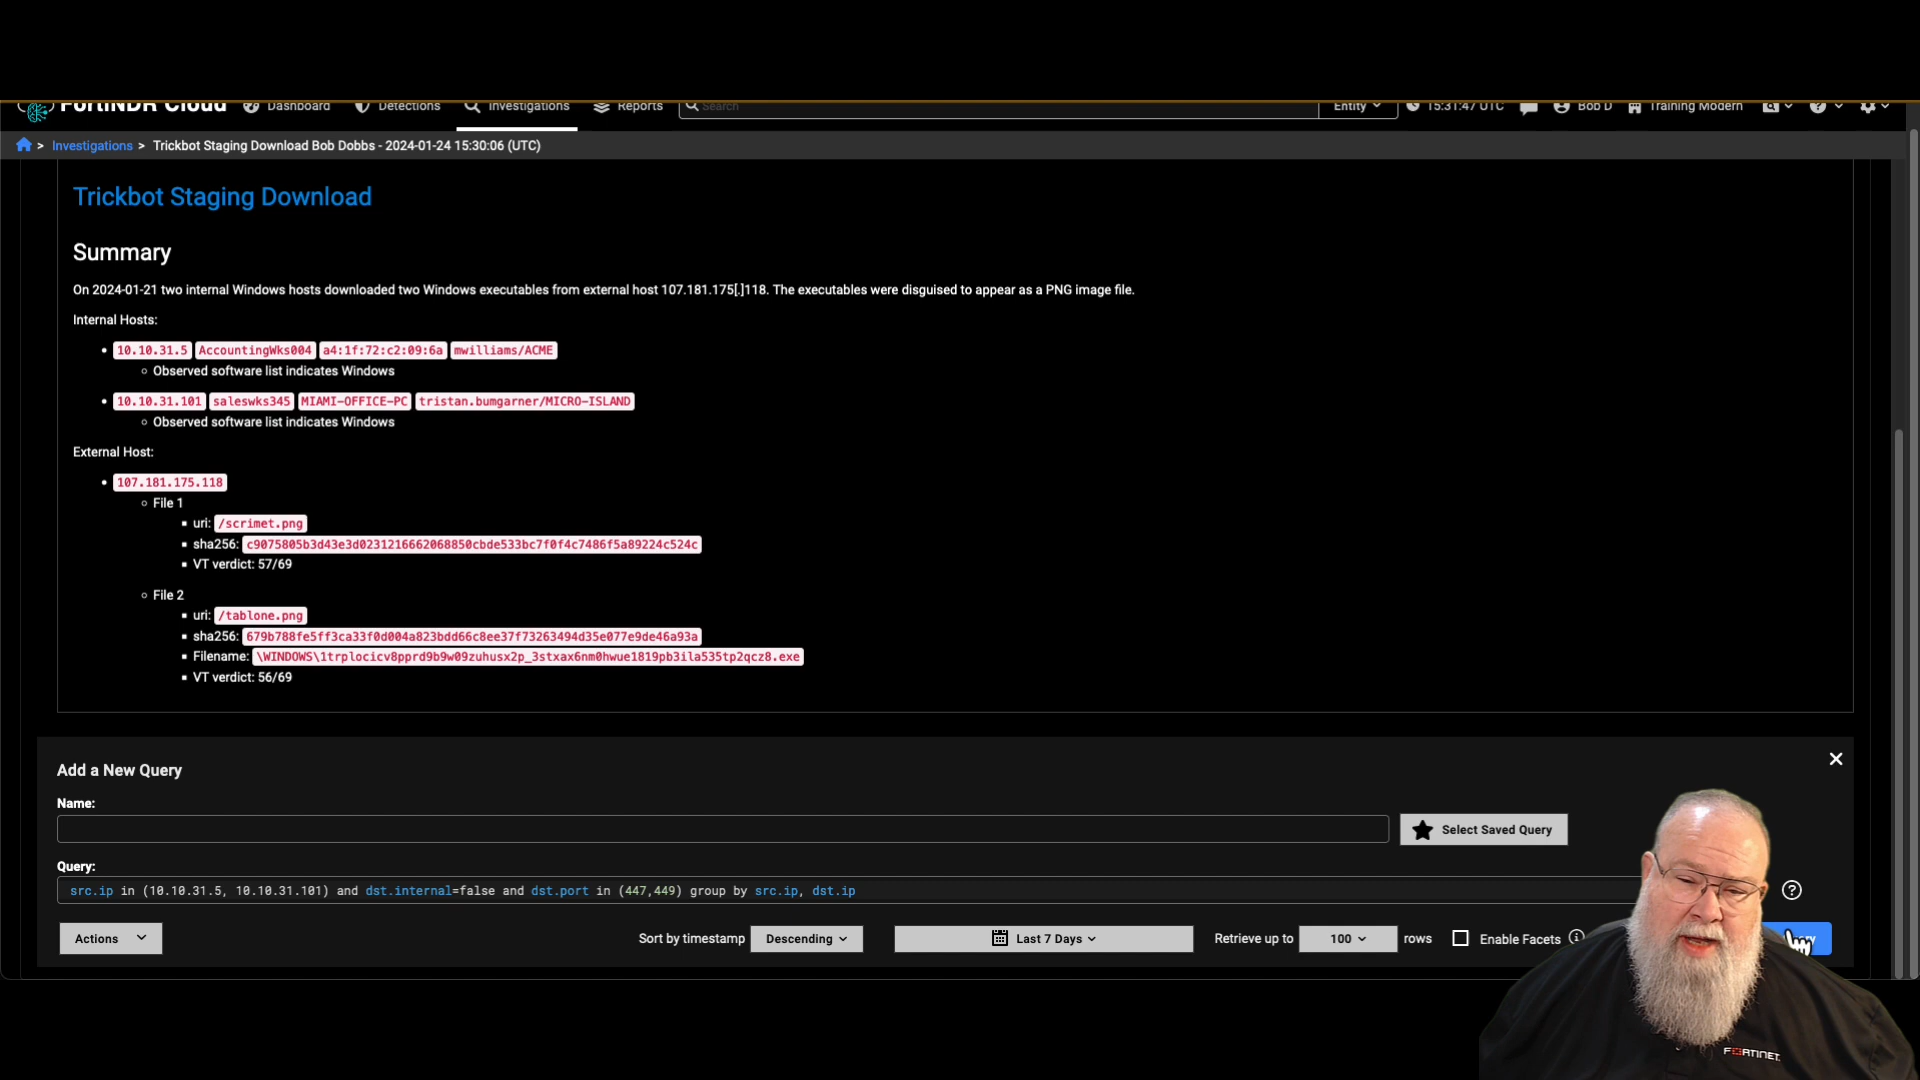 FortiNDR Cloud Dashboard Detections Investigations Reports Search Entity 15:31:47 UTC Bob D Training Modern
> Investigations > Trickbot Staging Download Bob Dobbs - 2024-01-24 15:30:06 (UTC)
Trickbot Staging Download
Summary
On 2024-01-21 two internal Windows hosts downloaded two Windows executables from external host 107.181.175[.]118. The executables were disguised to appear as a PNG image file.
Internal Hosts:
10.10.31.5 AccountingWks004 a4:1f:72:c2:09:6a mwilliams/ACME
Observed software list indicates Windows
10.10.31.101 saleswks345 MIAMI-OFFICE-PC tristan.bumgarner/MICRO-ISLAND
Observed software list indicates Windows
External Host:
107.181.175.118
File 1
uri: /scrimet.png
sha256: c9075805b3d43e3d0231216662068850cbde533bc7f0f4c7486f5a89224c524c
VT verdict: 57/69
File 2
uri: /tablone.png
sha256: 679b788fe5ff3ca33f0d004a823bdd66c8ee37f73263494d35e077e9de46a93a
Filename: \WINDOWS\1trplocicv8pprd9b9w09zuhusx2p_3stxax6nm0hwue1819pb3ila535tp2qcz8.exe
VT verdict: 56/69
Add a New Query
Name:
Select Saved Query
Query:
src.ip in (10.10.31.5, 10.10.31.101) and dst.internal=false and dst.port in (447,449) group by src.ip, dst.ip
Actions Sort by timestamp Descending Last 7 Days Retrieve up to 100 rows Enable Facets
FORTINET